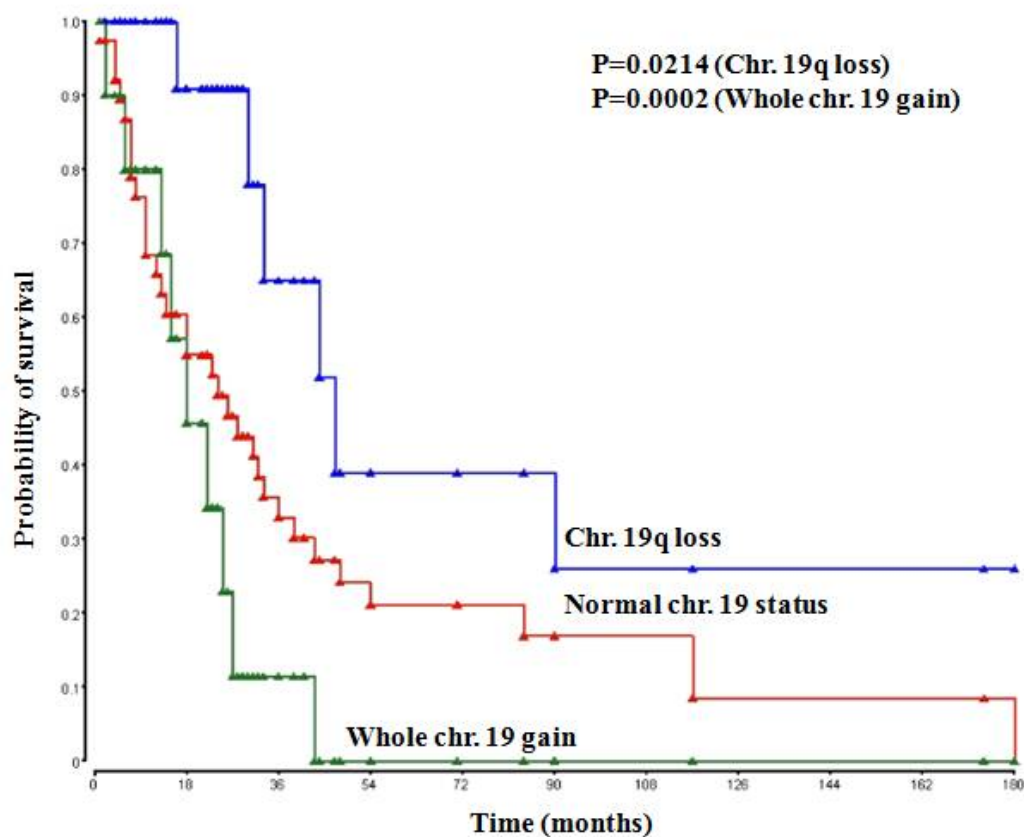 P=0.0214 (Chr. 19q loss)
P=0.0002 (Whole chr. 19 gain)
Probability of survival
1.0
0.9
0.8
0.7
0.6
0.5
0.4
0.3
0.2
0.1
0
Chr. 19q loss
Normal chr. 19 status
Whole chr. 19 gain
0 18 36 54 72 90 108 126 144 162 180
Time (months)